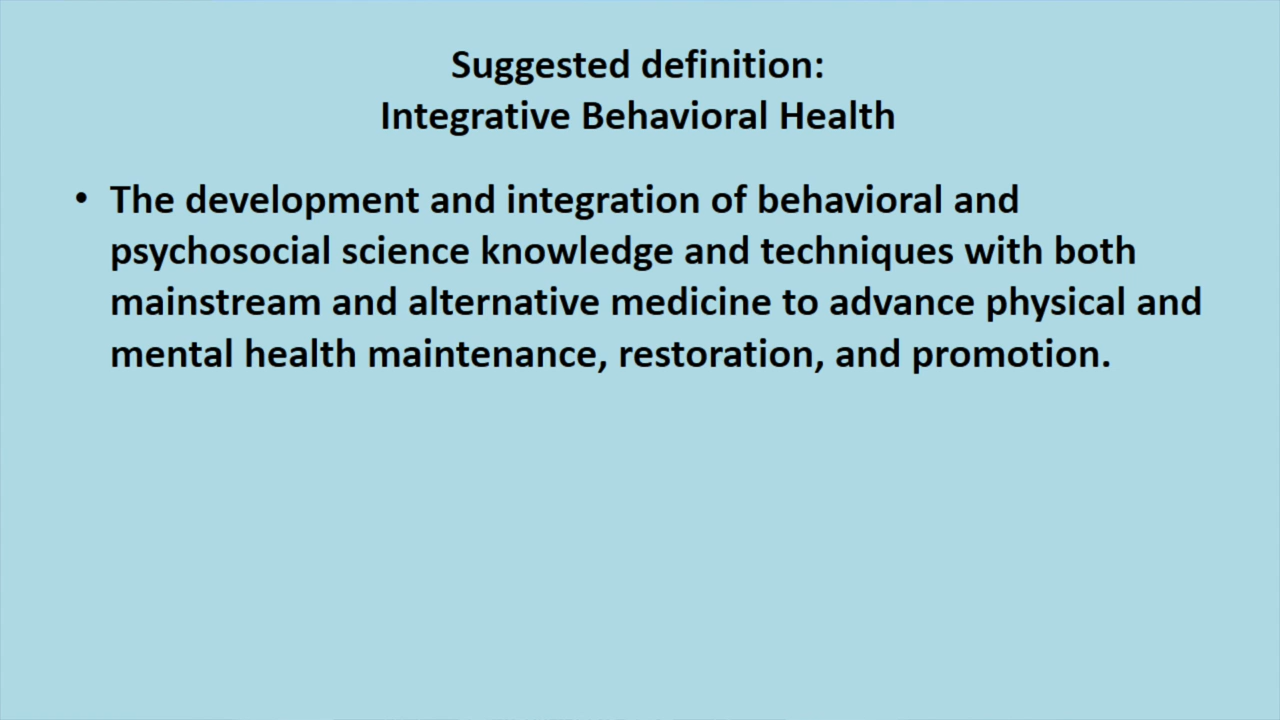 Suggested definition:
Integrative Behavioral Health
• The development and integration of behavioral and
psychosocial science knowledge and techniques with both
mainstream and alternative medicine to advance physical and
mental health maintenance, restoration, and promotion.